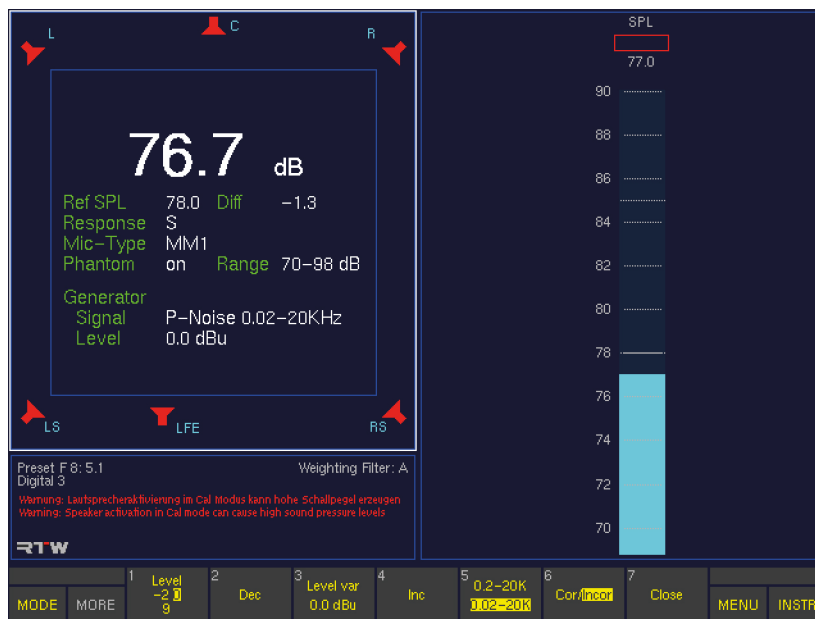 L
C
R
76.7 dB
Ref SPL 78.0 Diff -1.3
Response S
Mic-Type MM1
Phantom on Range 70-98 dB
Generator
Signal P-Noise 0.02-20KHz
Level 0.0 dBu
LS
LFE
RS
Preset F 8: 5.1 Weighting Filter: A
Digital 3
Warnung: Lautsprecheraktivierung im Cal Modus kann hohe Schallpegel erzeugen
Warning: Speaker activation in Cal mode can cause high sound pressure levels
RTW
SPL
77.0
90
88
86
84
82
80
78
76
74
72
70
MODE
MORE
1 Level
-2 0
9
2 Dec
3 Level var
0.0 dBu
4 Inc
5 0.2-20K
0.02-20K
6 Cor/Incor
7 Close
MENU
INSTR